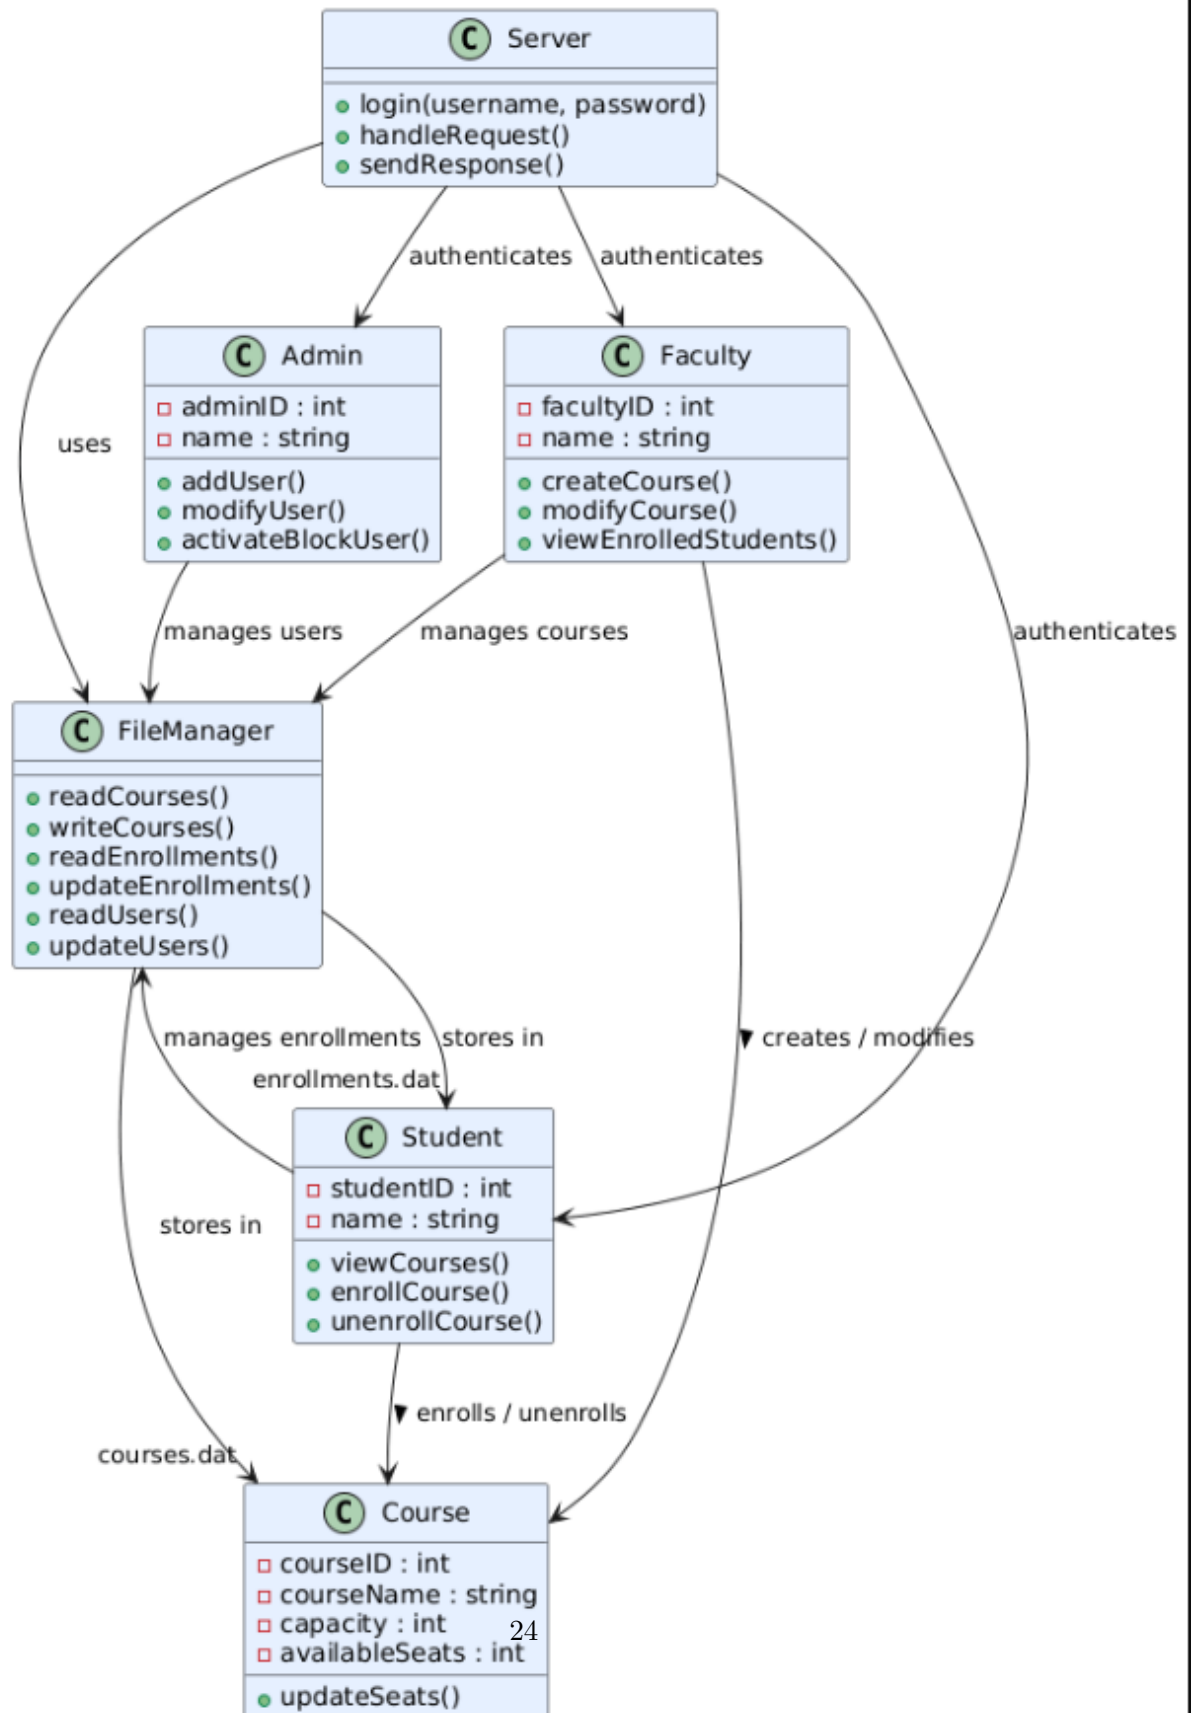 C Server
login(username, password)
handleRequest()
sendResponse()
authenticates
authenticates
C Admin
adminID : int
name : string
addUser()
modifyUser()
activateBlockUser()
C Faculty
facultyID : int
name : string
createCourse()
modifyCourse()
viewEnrolledStudents()
uses
manages users
manages courses
authenticates
C FileManager
readCourses()
writeCourses()
readEnrollments()
updateEnrollments()
readUsers()
updateUsers()
manages enrollments
stores in
enrollments.dat
creates / modifies
C Student
studentID : int
name : string
viewCourses()
enrollCourse()
unenrollCourse()
stores in
courses.dat
enrolls / unenrolls
C Course
courseID : int
courseName : string
capacity : int
availableSeats : int
updateSeats()
24